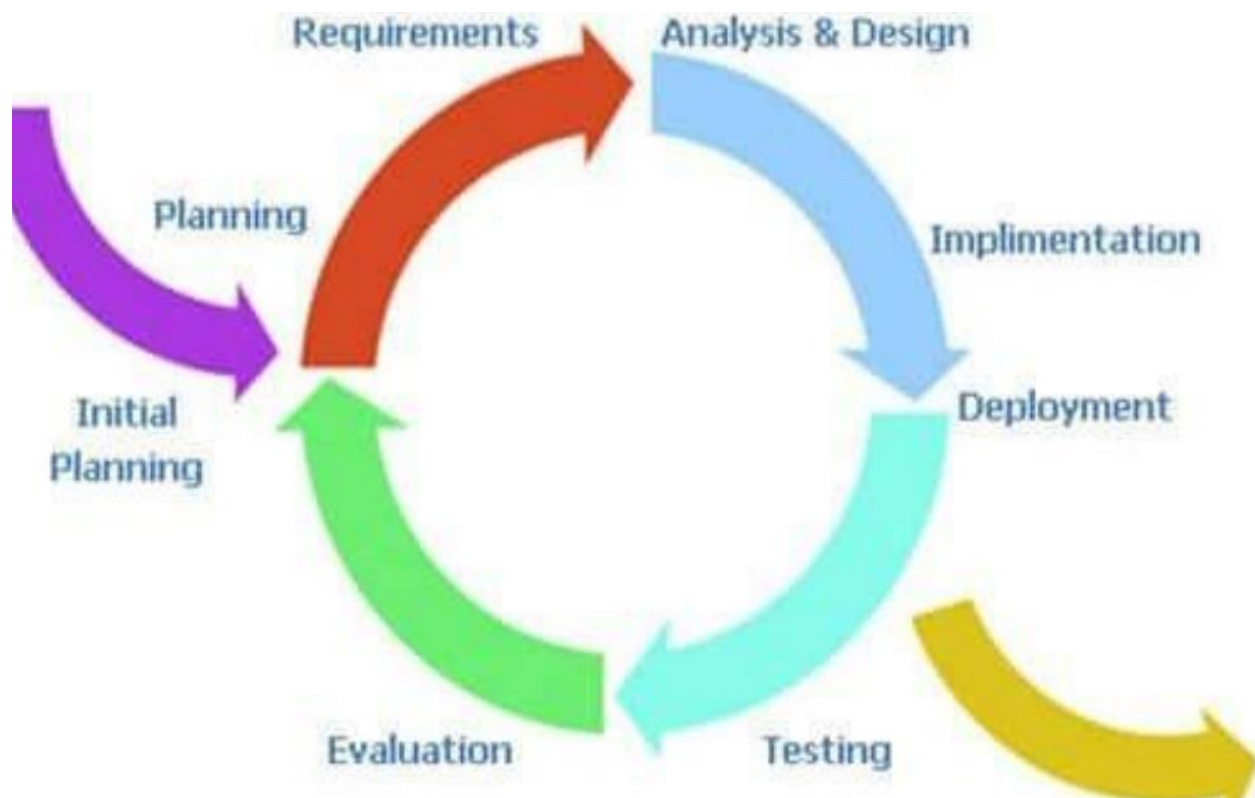 Requirements
Analysis & Design
Planning
Implimentation
Initial
Planning
Deployment
Evaluation
Testing